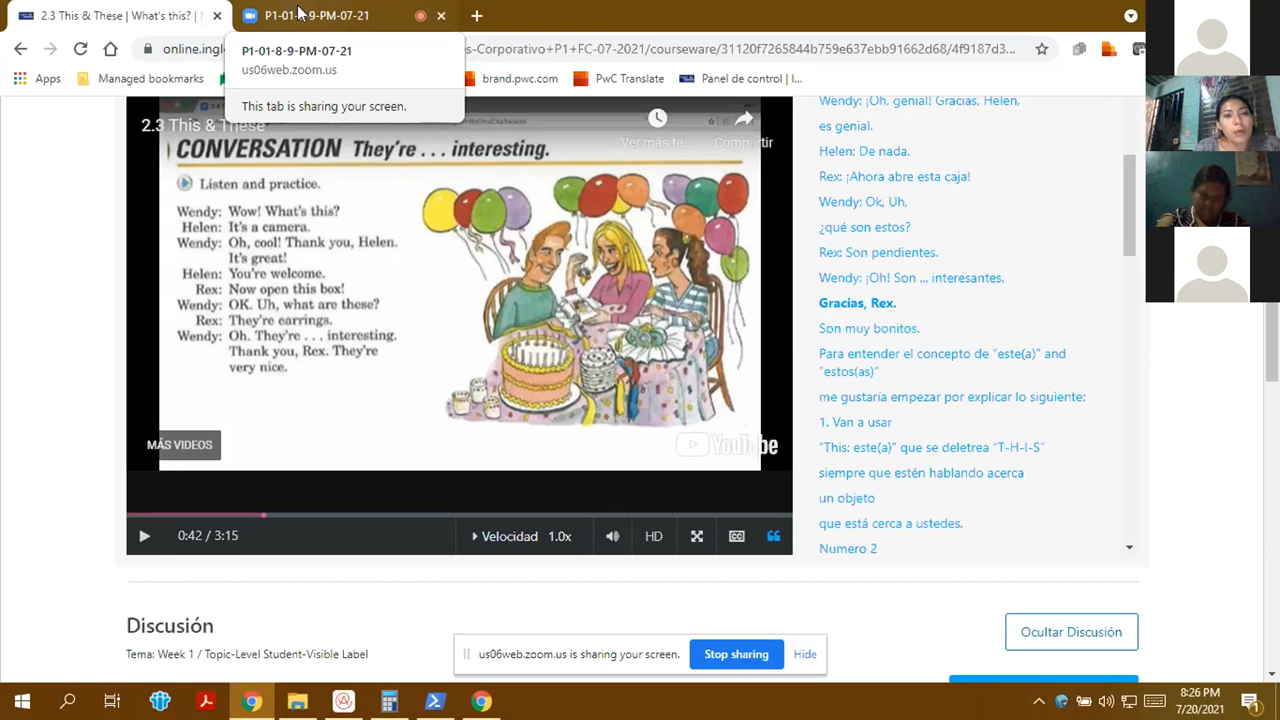 2.3 This & These | What's this? |
P1-01-8-9-PM-07-21
online.ingl
es-Corporativo+P1+FC-07-2021/courseware/31120f7265844b759e637ebb91662d68/4f9187d3...
P1-01-8-9-PM-07-21
us06web.zoom.us
This tab is sharing your screen.
Apps
Managed bookmarks
brand.pwc.com
PwC Translate
Panel de control | I...
2.3 This & These
Ver más ta
Compartir
CONVERSATION They're . . . interesting.
Listen and practice.
Wendy: Wow! What's this?
Helen: It's a camera.
Wendy: Oh, cool! Thank you, Helen.
It's great!
Helen: You're welcome.
Rex: Now open this box!
Wendy: OK. Uh, what are these?
Rex: They're earrings.
Wendy: Oh. They're . . . interesting.
Thank you, Rex. They're
very nice.
MÁS VIDEOS
YouTube
0:42 / 3:15
Velocidad 1.0x
HD
Wendy: ¡Oh, genial! Gracias, Helen,
es genial.
Helen: De nada.
Rex: ¡Ahora abre esta caja!
Wendy: Ok, Uh,
¿qué son estos?
Rex: Son pendientes.
Wendy: ¡Oh! Son ... interesantes.
Gracias, Rex.
Son muy bonitos.
Para entender el concepto de “este(a)” and
“estos(as)”
me gustaría empezar por explicar lo siguiente:
1. Van a usar
“This: este(a)” que se deletrea “T-H-I-S”
siempre que estén hablando acerca
un objeto
que está cerca a ustedes.
Numero 2
Discusión
Tema: Week 1 / Topic-Level Student-Visible Label
Ocultar Discusión
us06web.zoom.us is sharing your screen.
Stop sharing
Hide
8:26 PM
7/20/2021